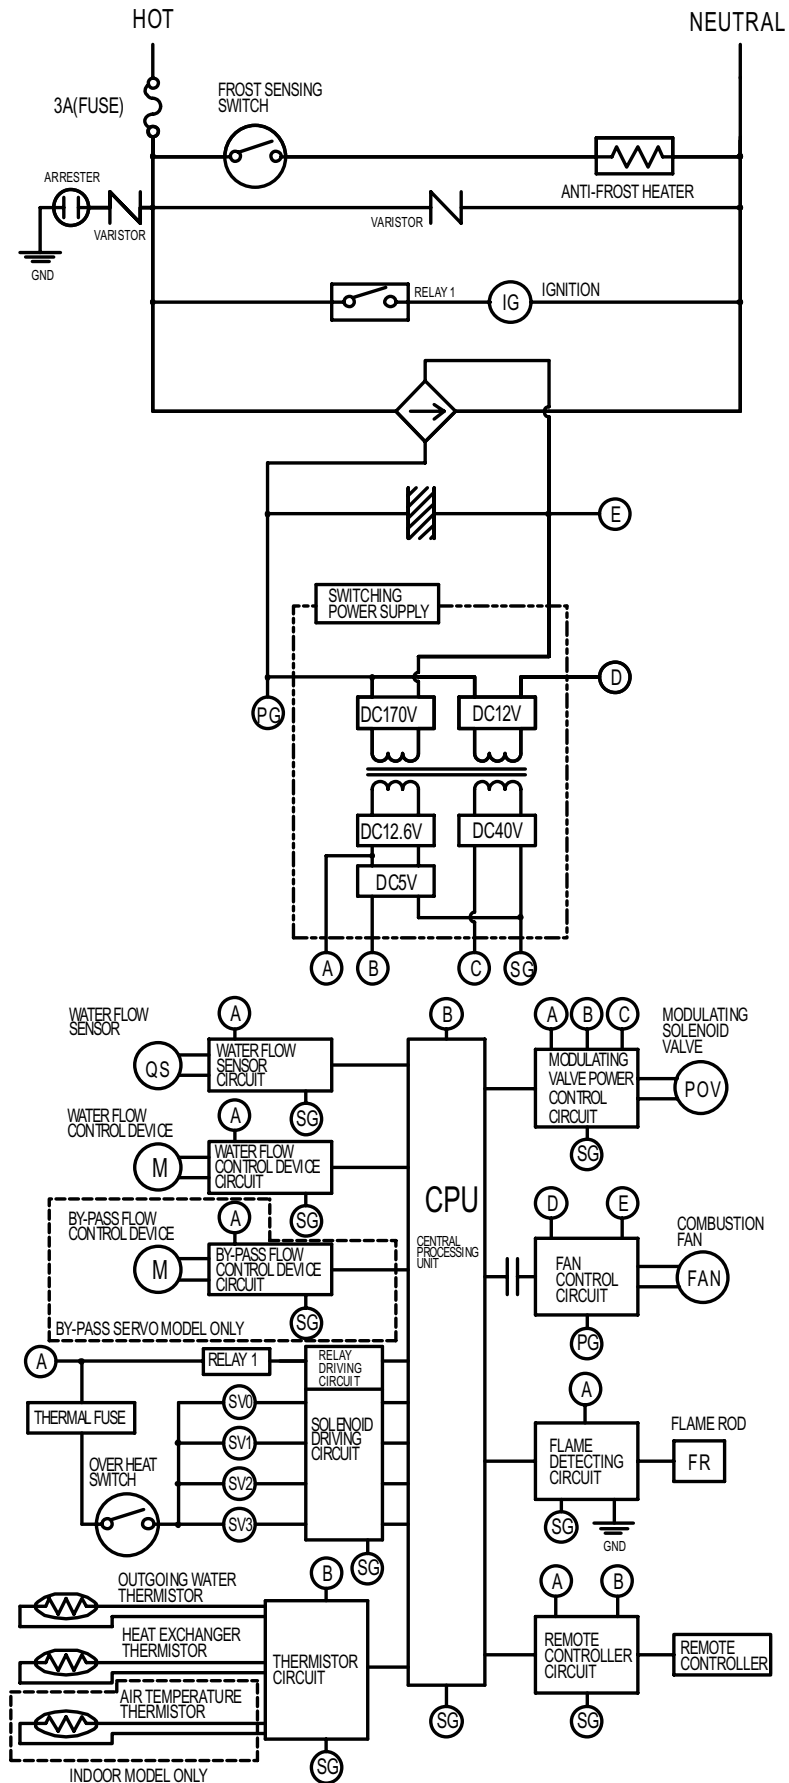 HOT
NEUTRAL
3A(FUSE)
FROST SENSING
SWITCH
ANTI-FROST HEATER
ARRESTER
VARISTOR
GND
VARISTOR
RELAY 1
IG
IGNITION
E
SWITCHING
POWER SUPPLY
D
PG
DC170V
DC12V
DC12.6V
DC40V
DC5V
A
B
C
SG
WATER FLOW
SENSOR
QS
A
WATER FLOW
SENSOR
CIRCUIT
SG
WATER FLOW
CONTROL DEVICE
M
A
WATER FLOW
CONTROL DEVICE
CIRCUIT
SG
BY-PASS FLOW
CONTROL DEVICE
M
A
BY-PASS FLOW
CONTROL DEVICE
CIRCUIT
SG
BY-PASS SERVO MODEL ONLY
A
RELAY 1
RELAY
DRIVING
CIRCUIT
THERMAL FUSE
OVER HEAT
SWITCH
SV0
SV1
SV2
SV3
SOLENOID
DRIVING
CIRCUIT
SG
OUTGOING WATER
THERMISTOR
HEAT EXCHANGER
THERMISTOR
AIR TEMPERATURE
THERMISTOR
INDOOR MODEL ONLY
B
THERMISTOR
CIRCUIT
SG
B
CPU
CENTRAL
PROCESSING
UNIT
SG
A
B
C
MODULATING
VALVE POWER
CONTROL
CIRCUIT
SG
MODULATING
SOLENOID
VALVE
POV
D
E
FAN
CONTROL
CIRCUIT
PG
COMBUSTION
FAN
FAN
A
FLAME
DETECTING
CIRCUIT
SG
GND
FLAME ROD
FR
A
B
REMOTE
CONTROLLER
CIRCUIT
SG
REMOTE
CONTROLLER